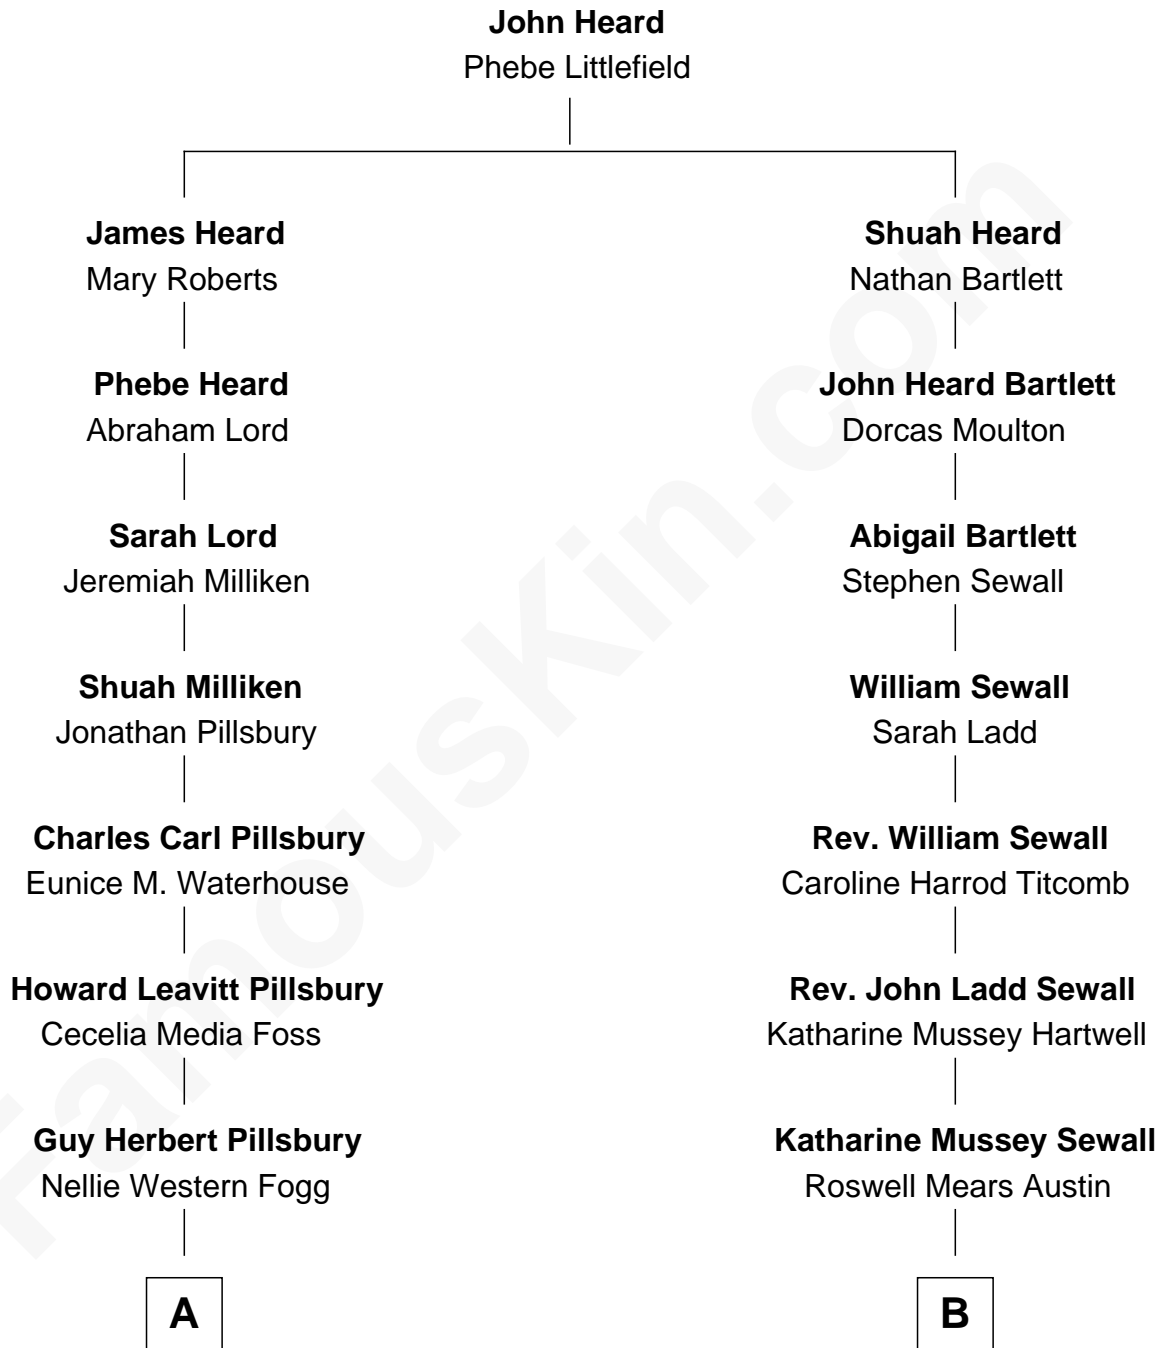 John Heard
Phebe Littlefield
James Heard
Mary Roberts
Shuah Heard
Nathan Bartlett
Phebe Heard
Abraham Lord
John Heard Bartlett
Dorcas Moulton
Sarah Lord
Jeremiah Milliken
Abigail Bartlett
Stephen Sewall
Shuah Milliken
Jonathan Pillsbury
William Sewall
Sarah Ladd
Charles Carl Pillsbury
Eunice M. Waterhouse
Rev. William Sewall
Caroline Harrod Titcomb
Howard Leavitt Pillsbury
Cecelia Media Foss
Rev. John Ladd Sewall
Katharine Mussey Hartwell
Guy Herbert Pillsbury
Nellie Western Fogg
Katharine Mussey Sewall
Roswell Mears Austin
A
B
FamousKin.com